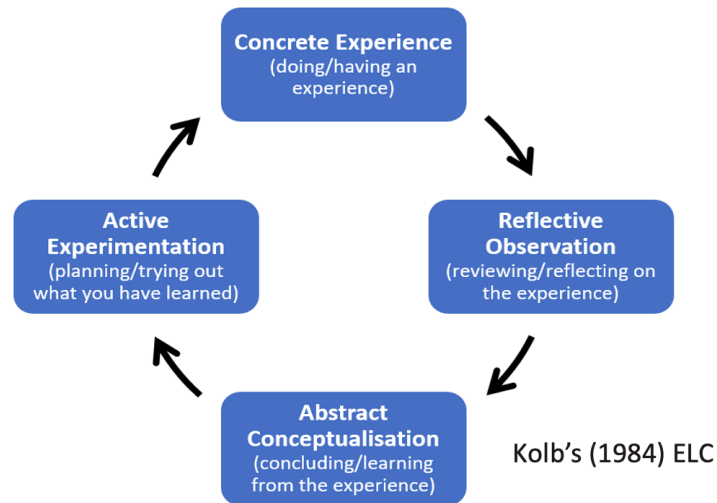 Concrete Experience
(doing/having an
experience)
Reflective
Observation
(reviewing/reflecting on
the experience)
Abstract
Conceptualisation
(concluding/learning
from the experience)
Active
Experimentation
(planning/trying out
what you have learned)
Kolb’s (1984) ELC